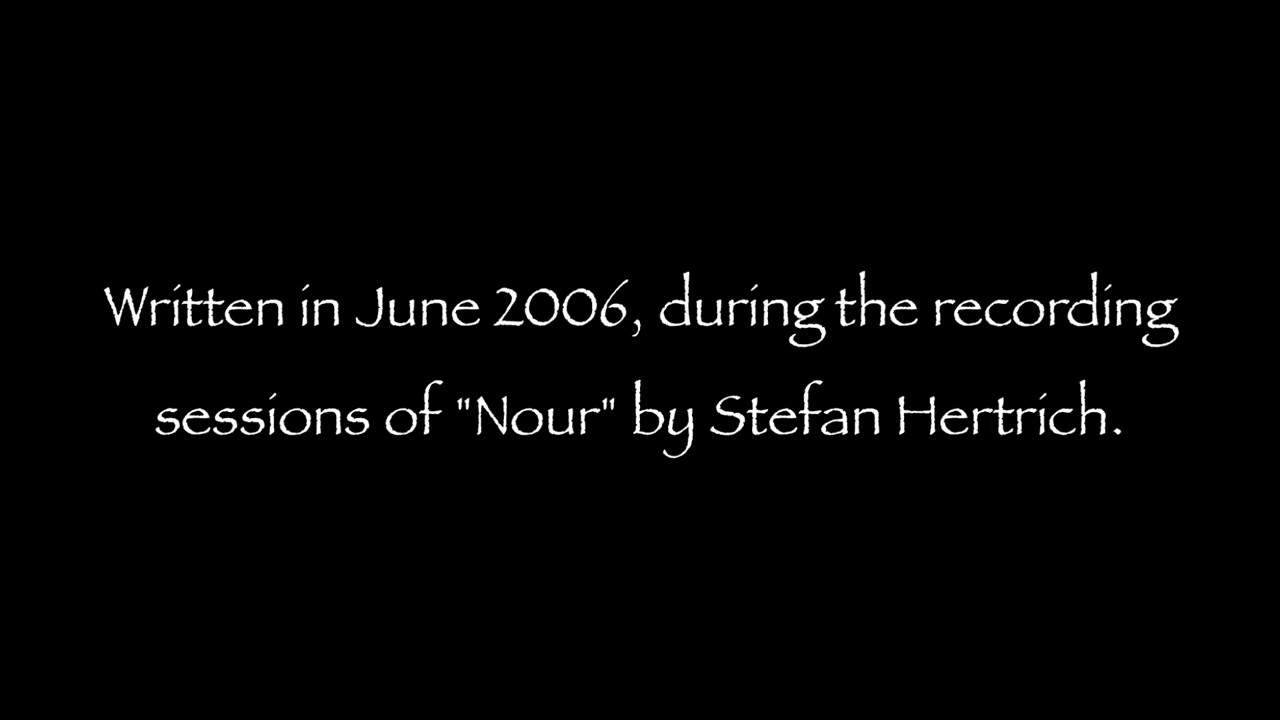 Written in June 2006, during the recording
sessions of "Nour" by Stefan Hertrich.